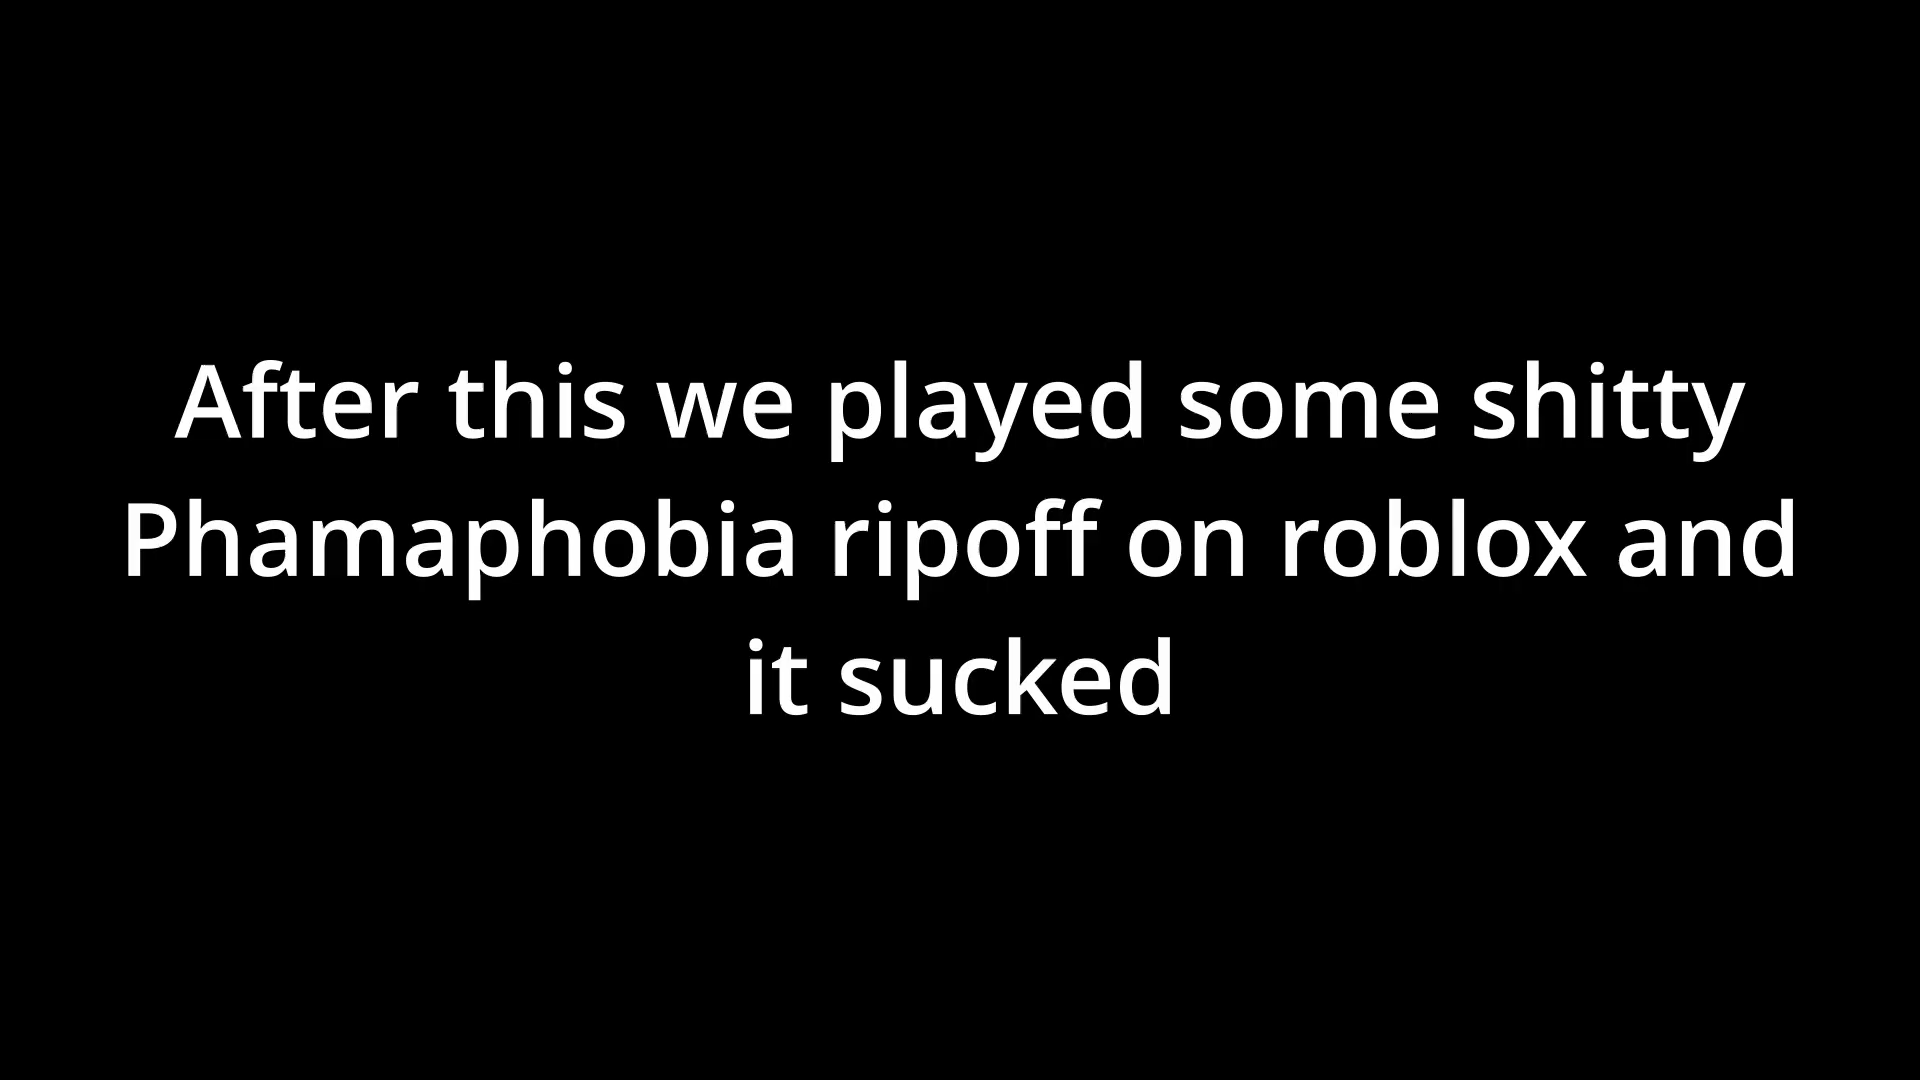 After this we played some shitty
Phamaphobia ripoff on roblox and
it sucked